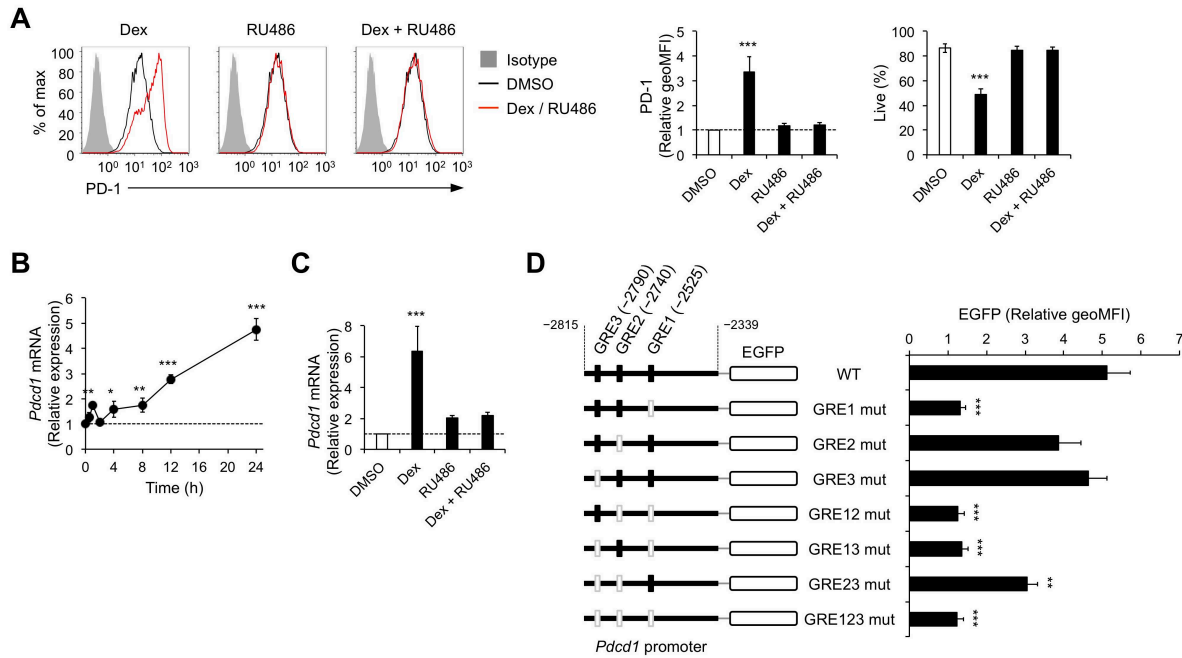 A
Dex
RU486
Dex + RU486
% of max
100
80
60
40
20
0
10⁰ 10¹ 10² 10³
10⁰ 10¹ 10² 10³
10⁰ 10¹ 10² 10³
PD-1
Isotype
DMSO
Dex / RU486
PD-1
(Relative geoMFI)
5
4
3
2
1
0
***
DMSO
Dex
RU486
Dex + RU486
Live (%)
100
80
60
40
20
0
***
DMSO
Dex
RU486
Dex + RU486
B
Pdcd1 mRNA
(Relative expression)
6
5
4
3
2
1
0
** * ** *** ***
0 4 8 12 16 20 24
Time (h)
C
Pdcd1 mRNA
(Relative expression)
8
6
4
2
0
***
DMSO
Dex
RU486
Dex + RU486
D
GRE3 (−2790)
GRE2 (−2740)
GRE1 (−2525)
−2815
−2339
EGFP
EGFP (Relative geoMFI)
0 1 2 3 4 5 6 7
WT
GRE1 mut ***
GRE2 mut
GRE3 mut
GRE12 mut ***
GRE13 mut ***
GRE23 mut **
GRE123 mut ***
Pdcd1 promoter